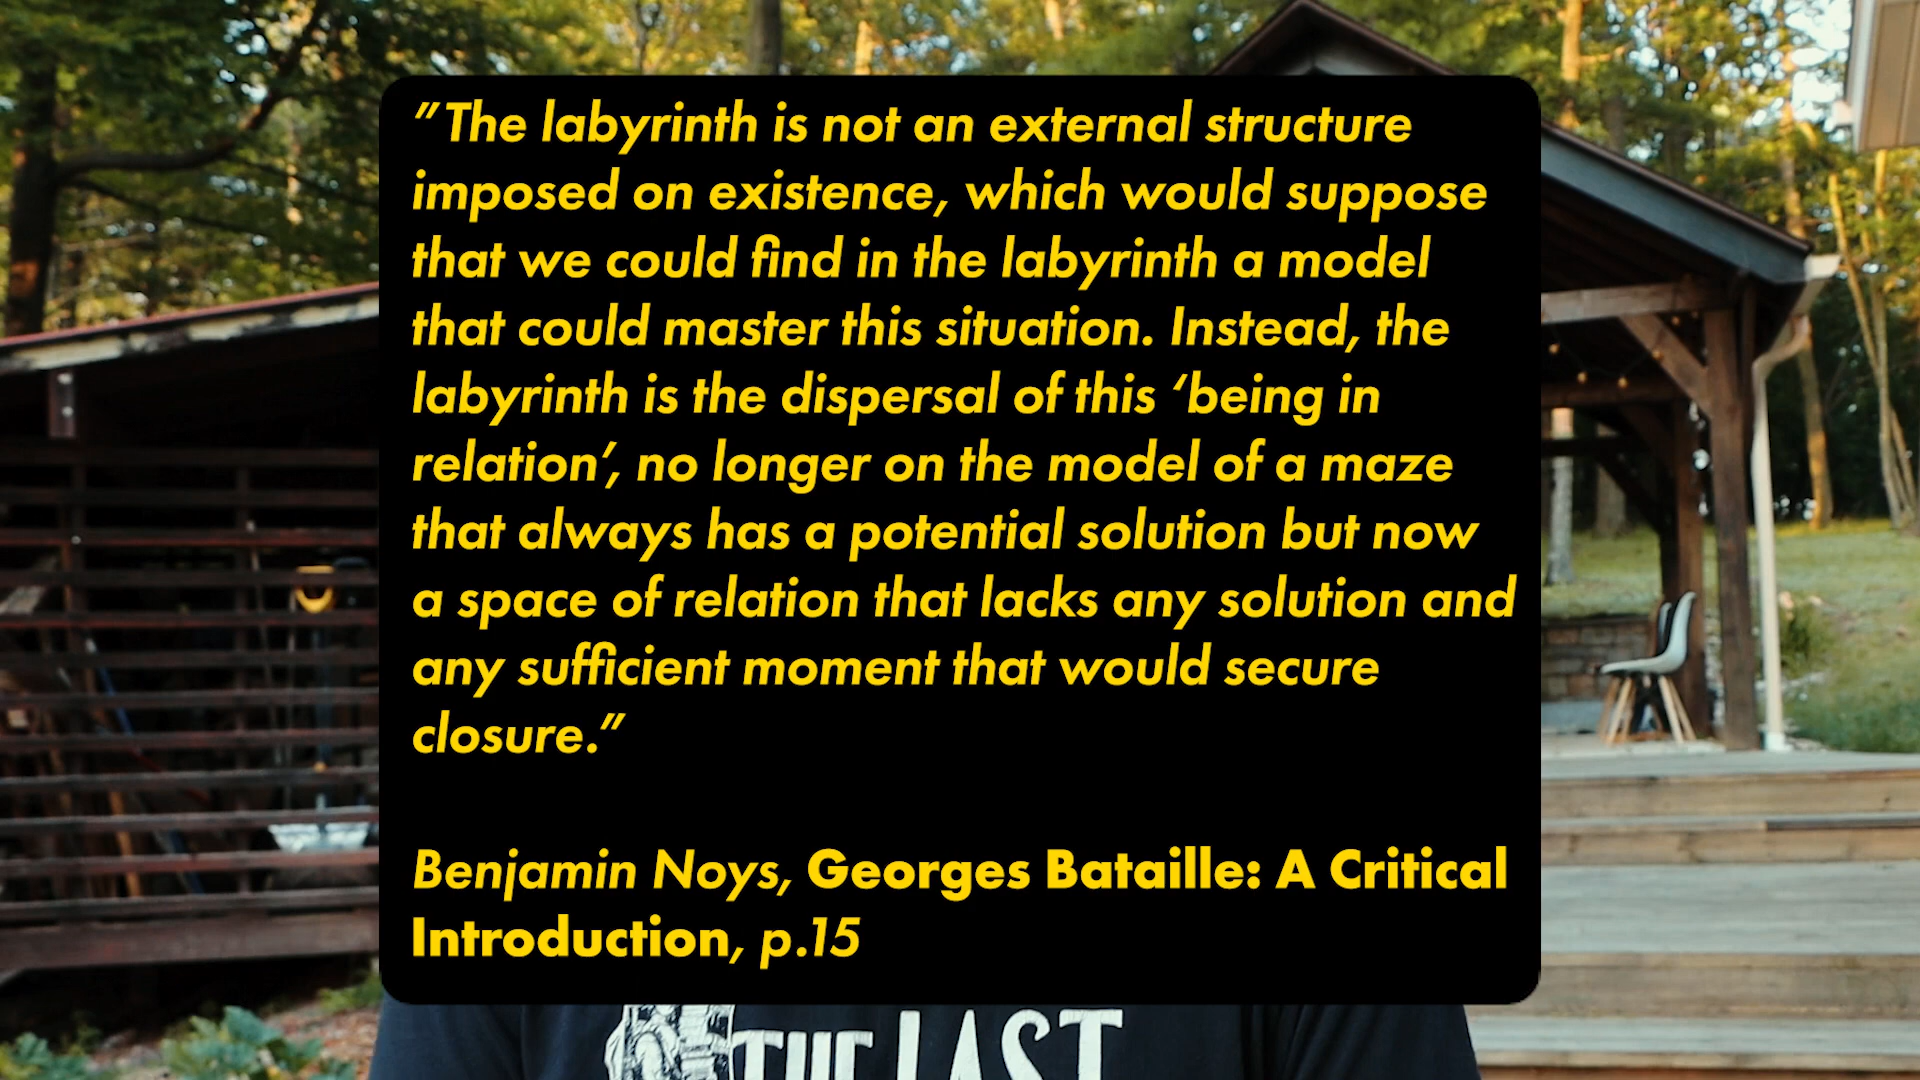 "The labyrinth is not an external structure
imposed on existence, which would suppose
that we could find in the labyrinth a model
that could master this situation. Instead, the
labyrinth is the dispersal of this ‘being in
relation’, no longer on the model of a maze
that always has a potential solution but now
a space of relation that lacks any solution and
any sufficient moment that would secure
closure."
Benjamin Noys, Georges Bataille: A Critical
Introduction, p.15
THE LAST